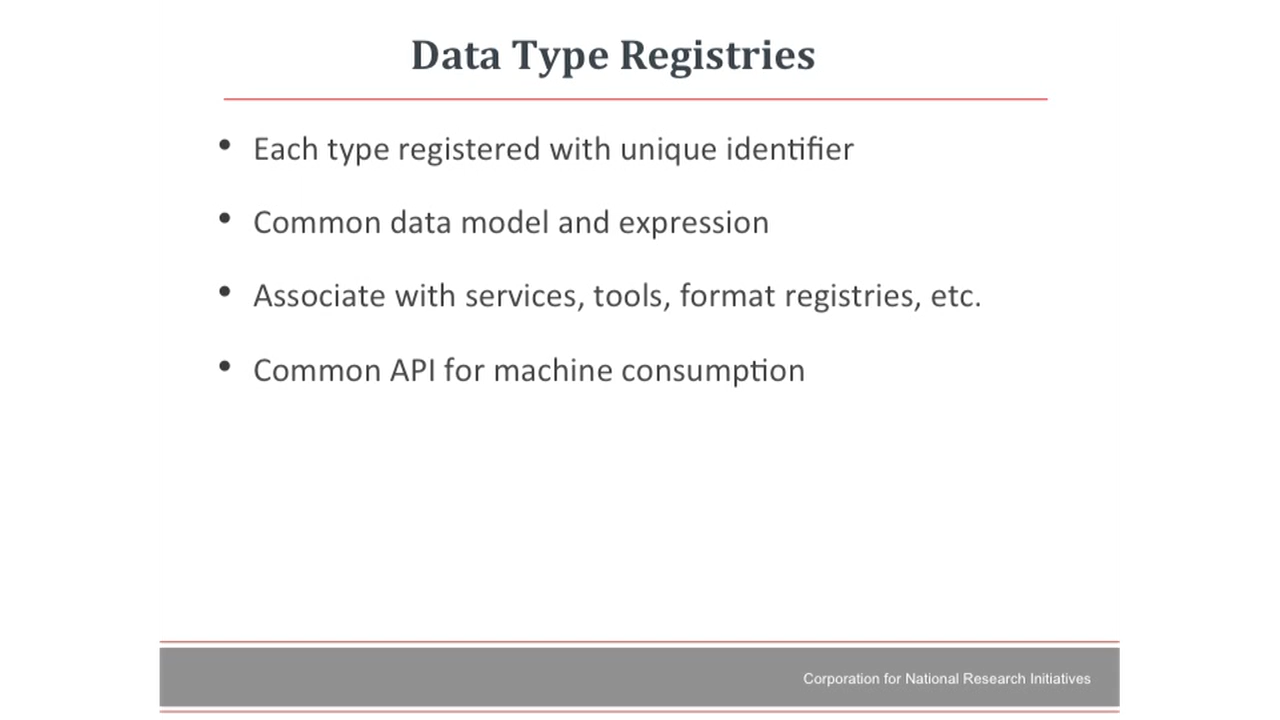 Data Type Registries
• Each type registered with unique identifier
• Common data model and expression
• Associate with services, tools, format registries, etc.
• Common API for machine consumption
Corporation for National Research Initiatives